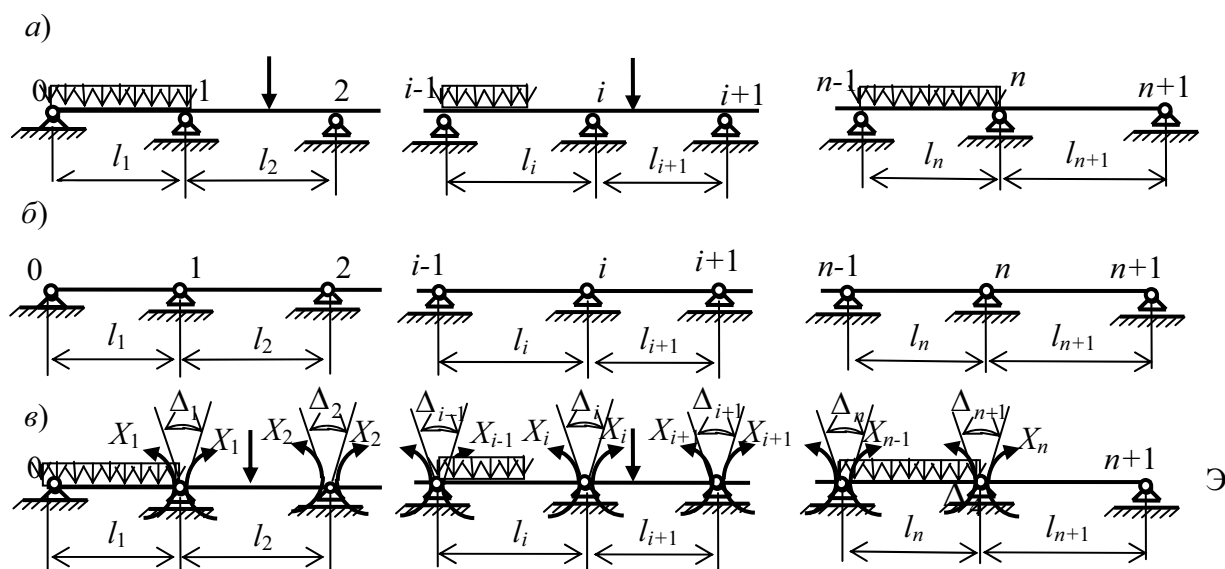 а)
0 1 2 i-1 i i+1 n-1 n n+1
l1 l2 li li+1 ln ln+1
б)
0 1 2 i-1 i i+1 n-1 n n+1
l1 l2 li li+1 ln ln+1
в)
Δ1 Δ2 Δi-1 Δi Δi+1 Δn Δn+1
X1 X1 X2 X2 Xi-1 Xi Xi Xi+ Xi+1 Xn-1 Xn
0 n+1 Э
l1 l2 li li+1 ln ln+1